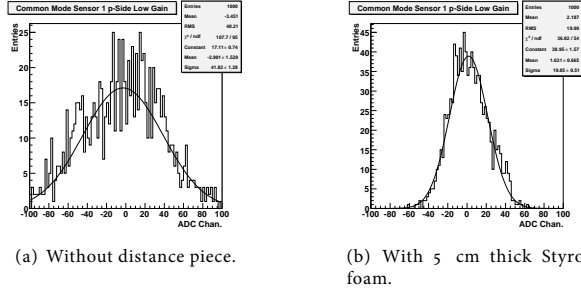 Common Mode Sensor 1 p-Side Low Gain
Entries 1000
Mean -3.451
RMS 40.21
χ² / ndf 107.7 / 95
Constant 17.11 ± 0.74
Mean -2.901 ± 1.529
Sigma 41.82 ± 1.28
Entries
25
20
15
10
5
0
-100 -80 -60 -40 -20 0 20 40 60 80 100
ADC Chan.
(a) Without distance piece.
Common Mode Sensor 1 p-Side Low Gain
Entries 1000
Mean 2.187
RMS 19.99
χ² / ndf 36.82 / 54
Constant 38.95 ± 1.57
Mean 1.631 ± 0.665
Sigma 19.85 ± 0.51
Entries
45
40
35
30
25
20
15
10
5
0
-100 -80 -60 -40 -20 0 20 40 60 80 100
ADC Chan.
(b) With 5 cm thick Styro
foam.